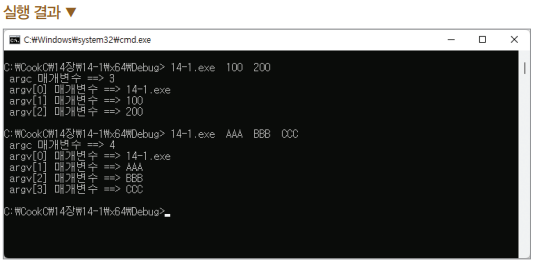 실행 결과 ▼
C:₩Windows₩system32₩cmd.exe
C:₩CookC₩14장₩14-1₩x64₩Debug> 14-1.exe  100  200
argc 매개변수 ==> 3
argv[0] 매개변수 ==> 14-1.exe
argv[1] 매개변수 ==> 100
argv[2] 매개변수 ==> 200
C:₩CookC₩14장₩14-1₩x64₩Debug> 14-1.exe  AAA  BBB  CCC
argc 매개변수 ==> 4
argv[0] 매개변수 ==> 14-1.exe
argv[1] 매개변수 ==> AAA
argv[2] 매개변수 ==> BBB
argv[3] 매개변수 ==> CCC
C:₩CookC₩14장₩14-1₩x64₩Debug>